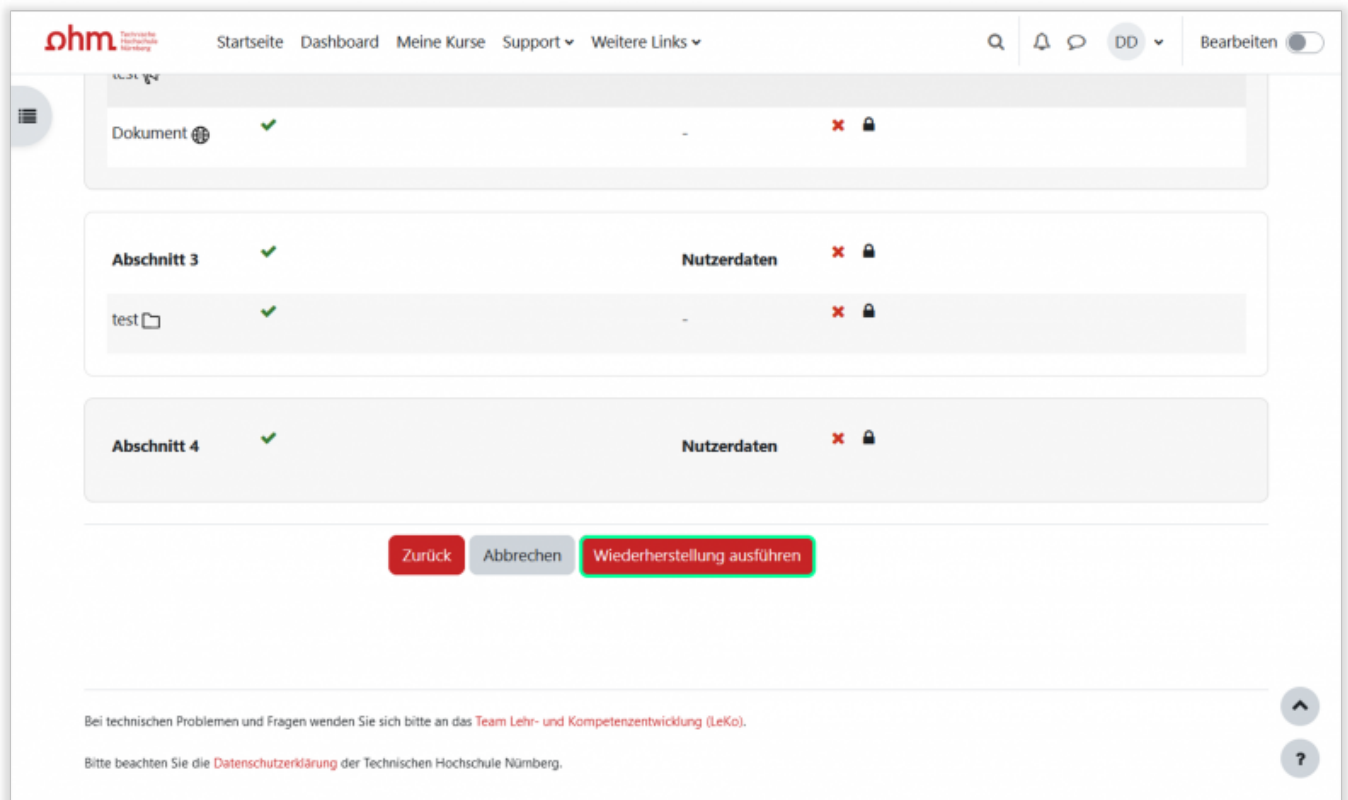 ohm Technische Hochschule Nürnberg
Startseite Dashboard Meine Kurse Support Weitere Links DD Bearbeiten
test
Dokument -
Abschnitt 3 Nutzerdaten
test -
Abschnitt 4 Nutzerdaten
Zurück Abbrechen Wiederherstellung ausführen
Bei technischen Problemen und Fragen wenden Sie sich bitte an das Team Lehr- und Kompetenzentwicklung (LeKo).
Bitte beachten Sie die Datenschutzerklärung der Technischen Hochschule Nürnberg.
?